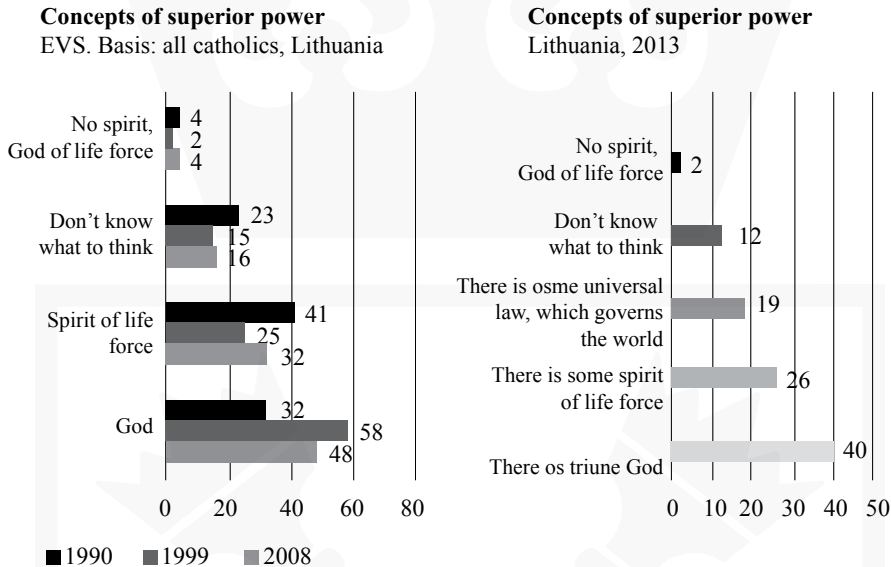 Concepts of superior power
EVS. Basis: all catholics, Lithuania
No spirit,
God of life force
4
2
4
Don't know
what to think
23
15
16
Spirit of life
force
41
25
32
God
32
58
48
0 20 40 60 80
1990 1999 2008
Concepts of superior power
Lithuania, 2013
No spirit,
God of life force
2
Don't know
what to think
12
There is osme universal
law, which governs
the world
19
There is some spirit
of life force
26
There os triune God
40
0 10 20 30 40 50